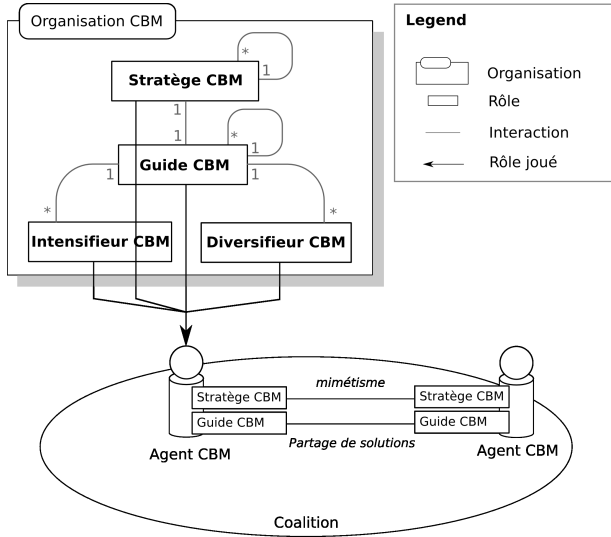 Organisation CBM
Legend
Organisation
Rôle
Interaction
Rôle joué
*
1
Stratège CBM
1
1
*
1
Guide CBM
1
1
*
*
Intensifieur CBM
Diversifieur CBM
mimétisme
Stratège CBM
Stratège CBM
Guide CBM
Guide CBM
Partage de solutions
Agent CBM
Agent CBM
Coalition